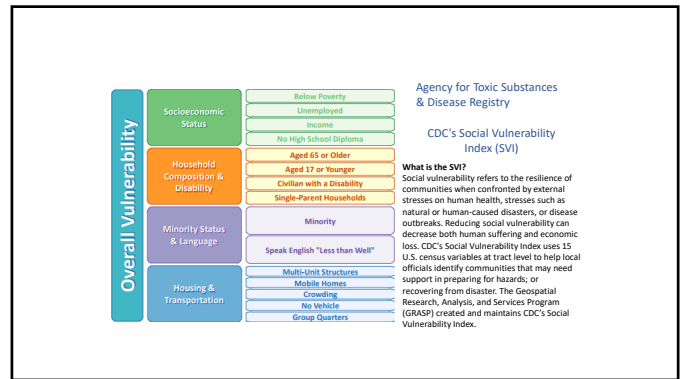 Overall Vulnerability
Socioeconomic
Status
Below Poverty
Unemployed
Income
No High School Diploma
Household
Composition &
Disability
Aged 65 or Older
Aged 17 or Younger
Civilian with a Disability
Single-Parent Households
Minority Status
& Language
Minority
Speak English "Less than Well"
Housing &
Transportation
Multi-Unit Structures
Mobile Homes
Crowding
No Vehicle
Group Quarters
Agency for Toxic Substances
& Disease Registry
CDC's Social Vulnerability
Index (SVI)
What is the SVI?
Social vulnerability refers to the resilience of
communities when confronted by external
stresses on human health, stresses such as
natural or human-caused disasters, or disease
outbreaks. Reducing social vulnerability can
decrease both human suffering and economic
loss. CDC's Social Vulnerability Index uses 15
U.S. census variables at tract level to help local
officials identify communities that may need
support in preparing for hazards; or
recovering from disaster. The Geospatial
Research, Analysis, and Services Program
(GRASP) created and maintains CDC's Social
Vulnerability Index.